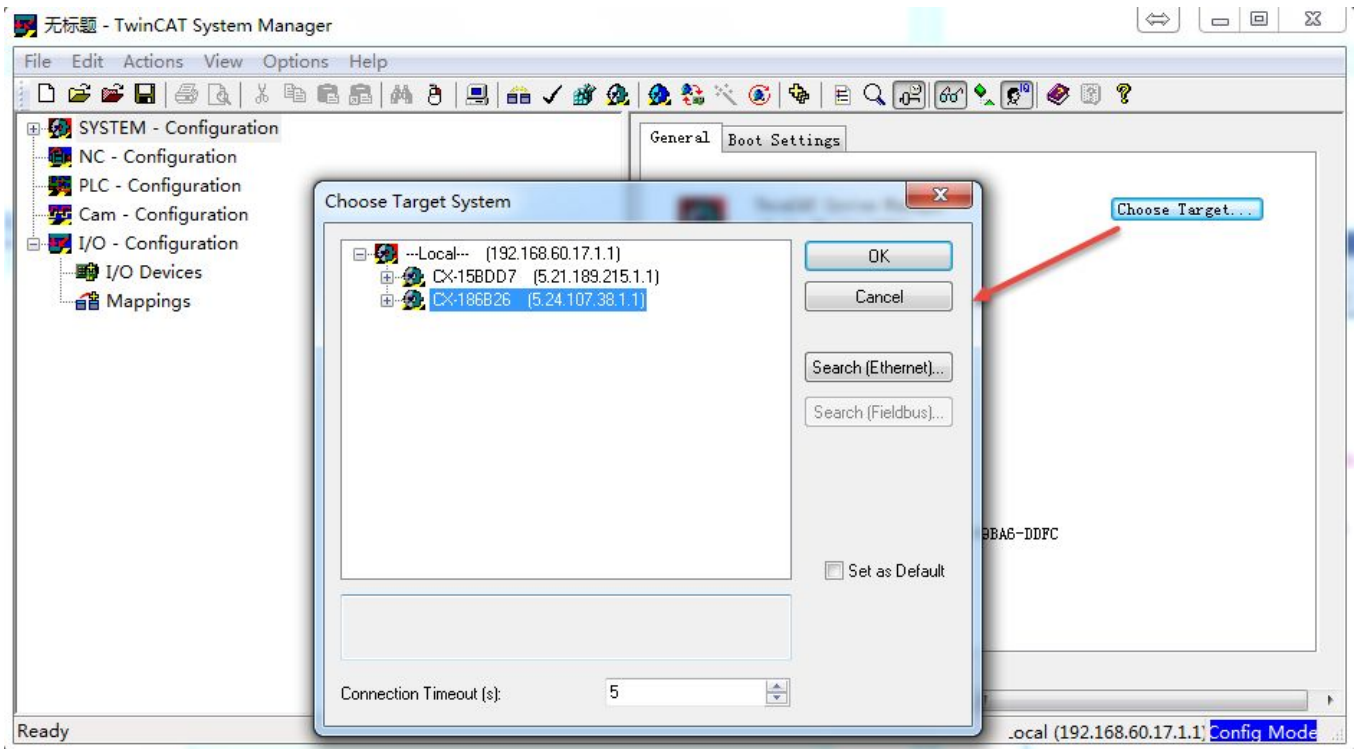 无标题 - TwinCAT System Manager
File Edit Actions View Options Help
SYSTEM - Configuration
NC - Configuration
PLC - Configuration
Cam - Configuration
I/O - Configuration
I/O Devices
Mappings
General Boot Settings
Choose Target...
Choose Target System
---Local--- (192.168.60.17.1.1)
CX-15BDD7 (5.21.189.215.1.1)
CX-186B26 (5.24.107.38.1.1)
OK
Cancel
Search (Ethernet)...
Search (Fieldbus)...
9BA6-DDFC
Set as Default
Connection Timeout (s): 5
Ready
.ocal (192.168.60.17.1.1) Config Mode